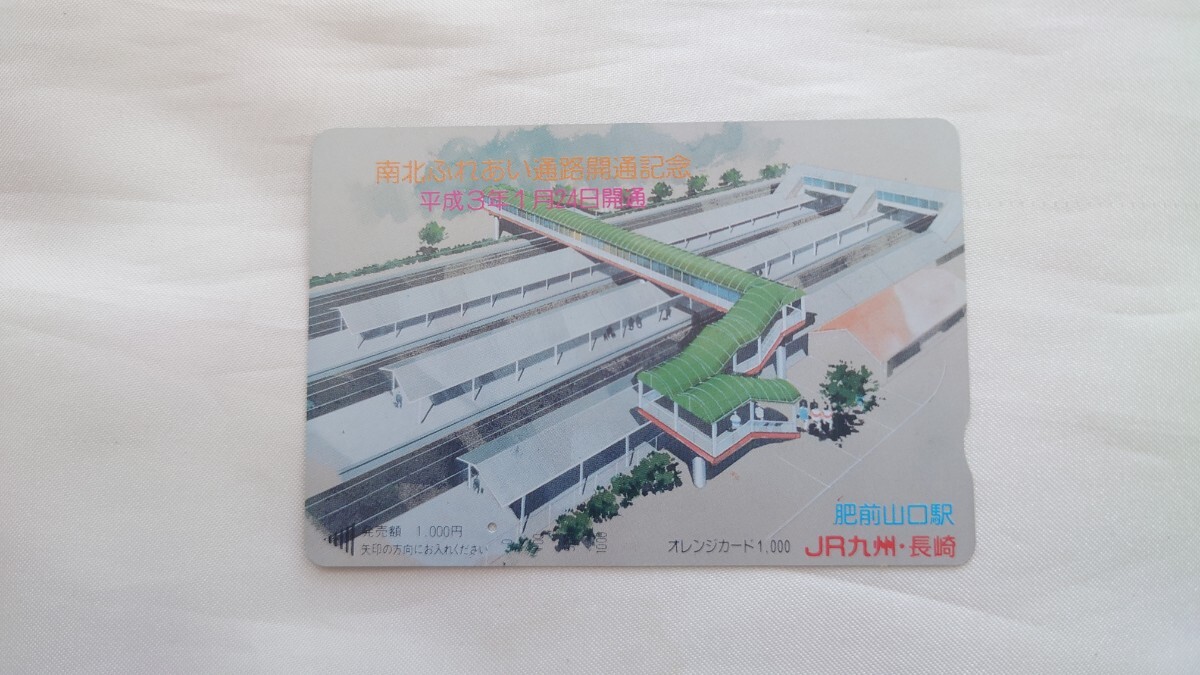 南北ふれあい通路開通記念
平成3年1月24日開通
肥前山口駅
JR九州・長崎
オレンジカード1,000
発売額 1,000円
矢印の方向にお入れください